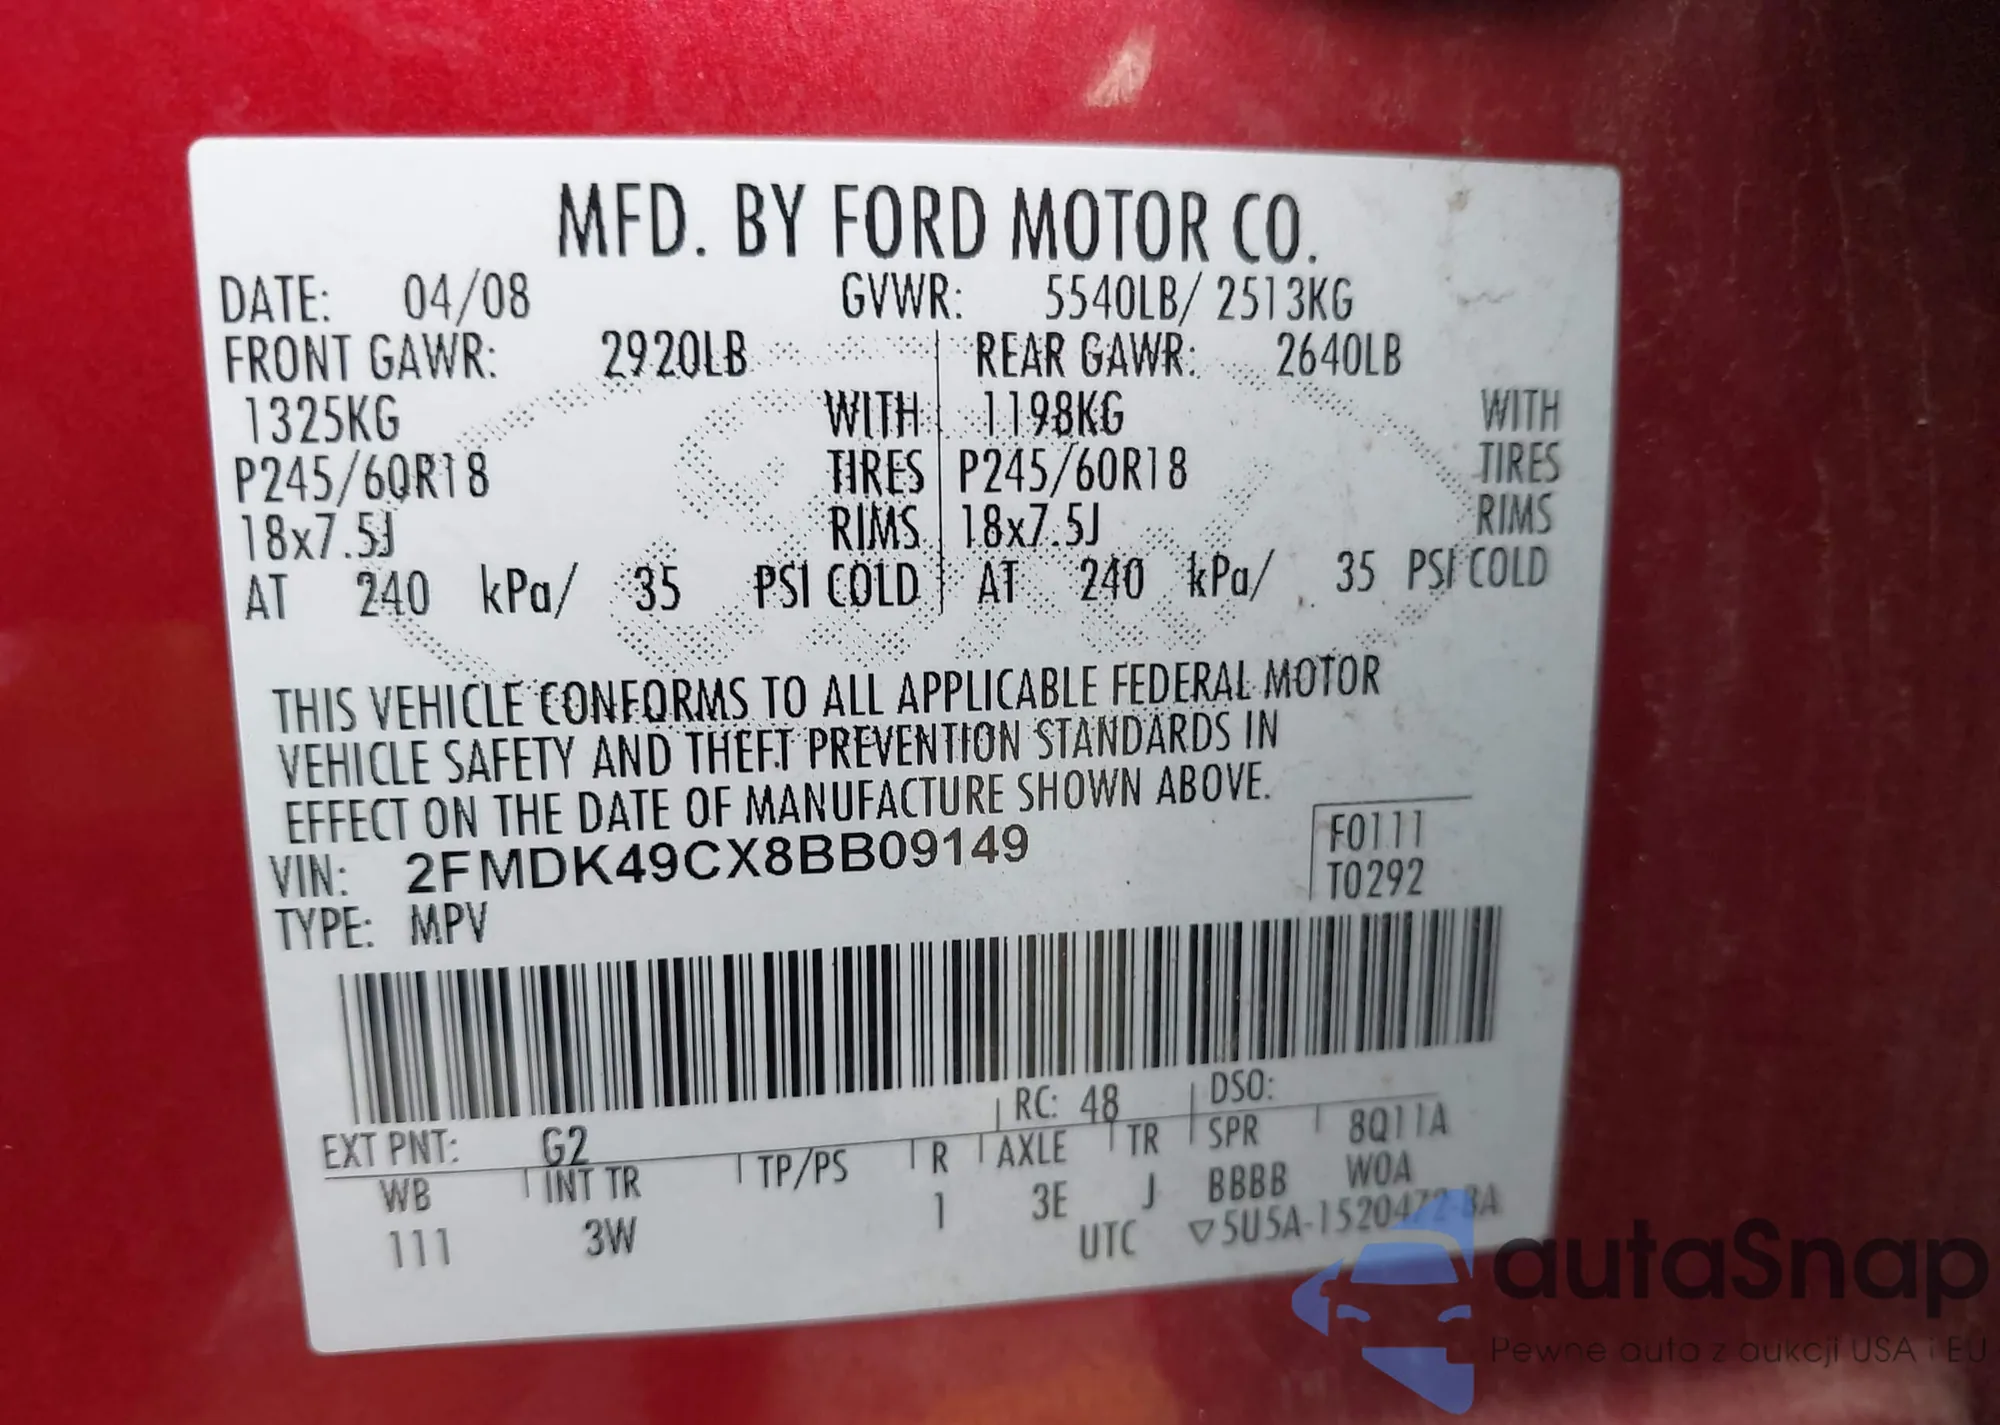 MFD. BY FORD MOTOR CO.
DATE: 04/08 GVWR: 5540LB/ 2513KG
FRONT GAWR: 2920LB REAR GAWR: 2640LB
1325KG WITH 1198KG WITH
P245/60R18 TIRES P245/60R18 TIRES
18x7.5J RIMS 18x7.5J RIMS
AT 240 kPa/ 35 PSI COLD AT 240 kPa/ 35 PSI COLD
THIS VEHICLE CONFORMS TO ALL APPLICABLE FEDERAL MOTOR
VEHICLE SAFETY AND THEFT PREVENTION STANDARDS IN
EFFECT ON THE DATE OF MANUFACTURE SHOWN ABOVE.
VIN: 2FMDK49CX8BB09149 F0111
TYPE: MPV T0292
EXT PNT: G2 RC: 48 DSO:
WB INT TR TP/PS R AXLE TR SPR 8Q11A
111 3W 1 3E J BBBB W0A
UTC ▽5U5A-1520472-BA
autaSnap
Pewne auta z aukcji USA i EU